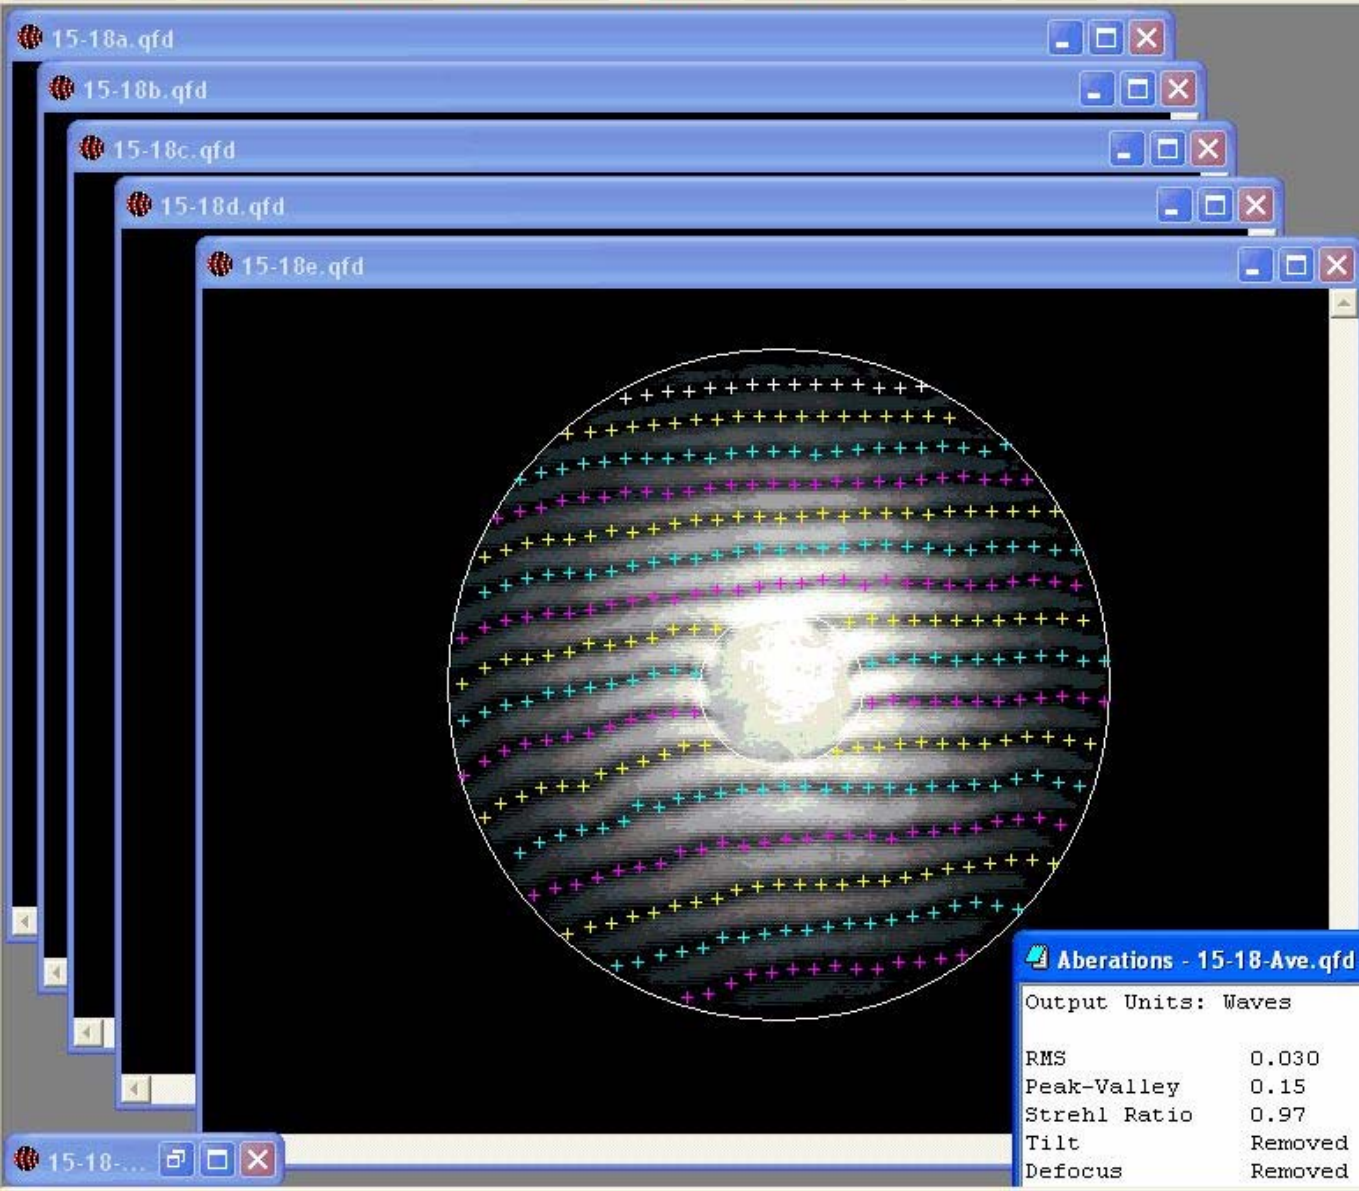 15-18a.qfd
15-18b.qfd
15-18c.qfd
15-18d.qfd
15-18e.qfd
Aberations - 15-18-Ave.qfd
Output Units: Waves
RMS 0.030
Peak-Valley 0.15
Strehl Ratio 0.97
Tilt Removed
Defocus Removed
15-18-...